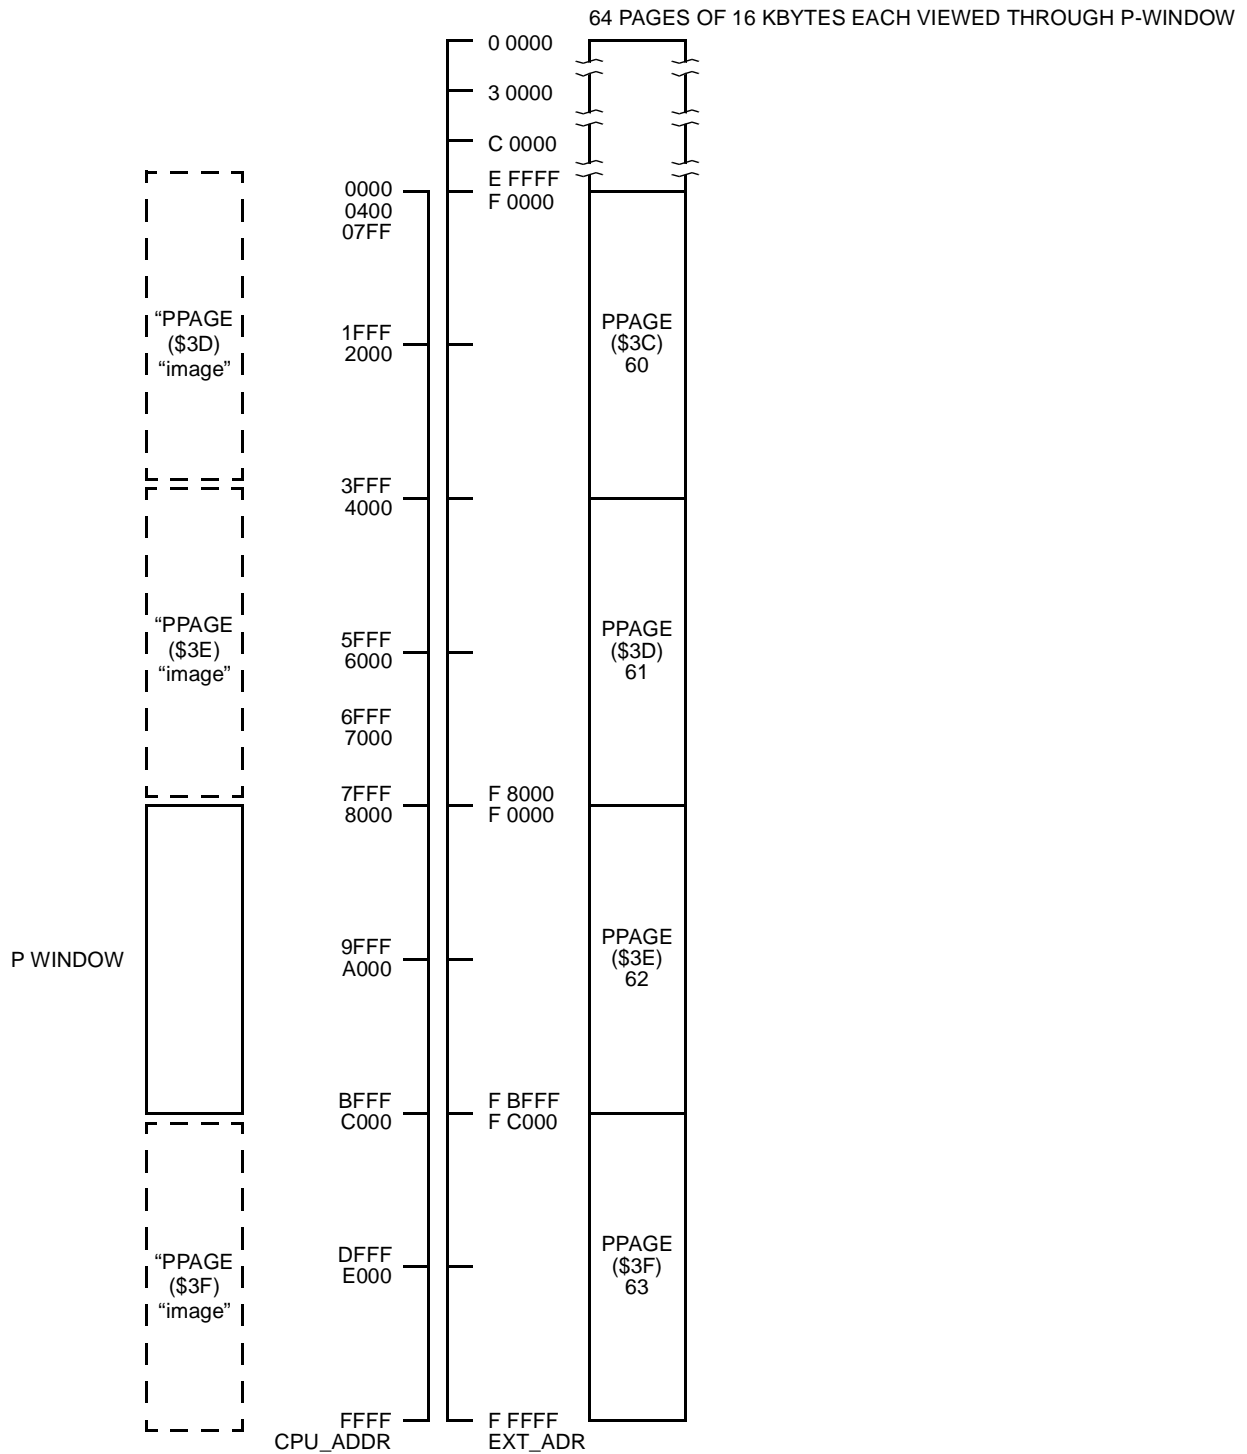 64 PAGES OF 16 KBYTES EACH VIEWED THROUGH P-WINDOW
0 0000
3 0000
C 0000
E FFFF
F 0000
0000
0400
07FF
“PPAGE
($3D)
“image”
1FFF
2000
PPAGE
($3C)
60
3FFF
4000
“PPAGE
($3E)
“image”
5FFF
6000
PPAGE
($3D)
61
6FFF
7000
7FFF
8000
F 8000
F 0000
P WINDOW
9FFF
A000
PPAGE
($3E)
62
BFFF
C000
F BFFF
F C000
“PPAGE
($3F)
“image”
DFFF
E000
PPAGE
($3F)
63
FFFF
CPU_ADDR
F FFFF
EXT_ADR